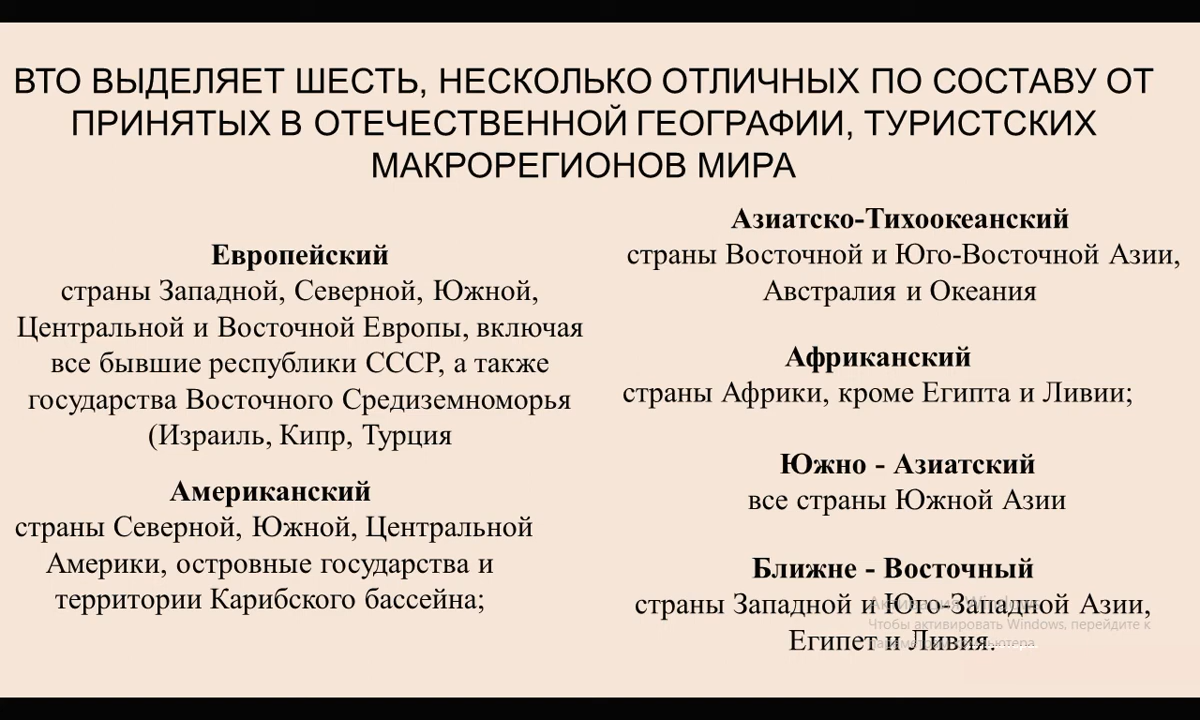 ВТО ВЫДЕЛЯЕТ ШЕСТЬ, НЕСКОЛЬКО ОТЛИЧНЫХ ПО СОСТАВУ ОТ
ПРИНЯТЫХ В ОТЕЧЕСТВЕННОЙ ГЕОГРАФИИ, ТУРИСТСКИХ
МАКРОРЕГИОНОВ МИРА
Европейский
страны Западной, Северной, Южной,
Центральной и Восточной Европы, включая
все бывшие республики СССР, а также
государства Восточного Средиземноморья
(Израиль, Кипр, Турция
Американский
страны Северной, Южной, Центральной
Америки, островные государства и
территории Карибского бассейна;
Азиатско-Тихоокеанский
страны Восточной и Юго-Восточной Азии,
Австралия и Океания
Африканский
страны Африки, кроме Египта и Ливии;
Южно - Азиатский
все страны Южной Азии
Ближне - Восточный
страны Западной и Юго-Западной Азии,
Египет и Ливия.
Активация Windows
Чтобы активировать Windows, перейдите к
параметрам компьютера.